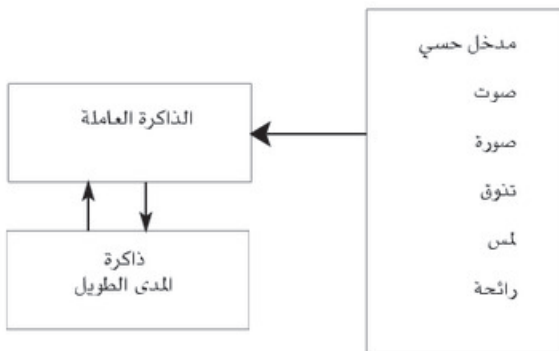 مدخل حسي
صوت
صورة
تذوق
لمس
رائحة
الذاكرة العاملة
ذاكرة
المدى الطويل